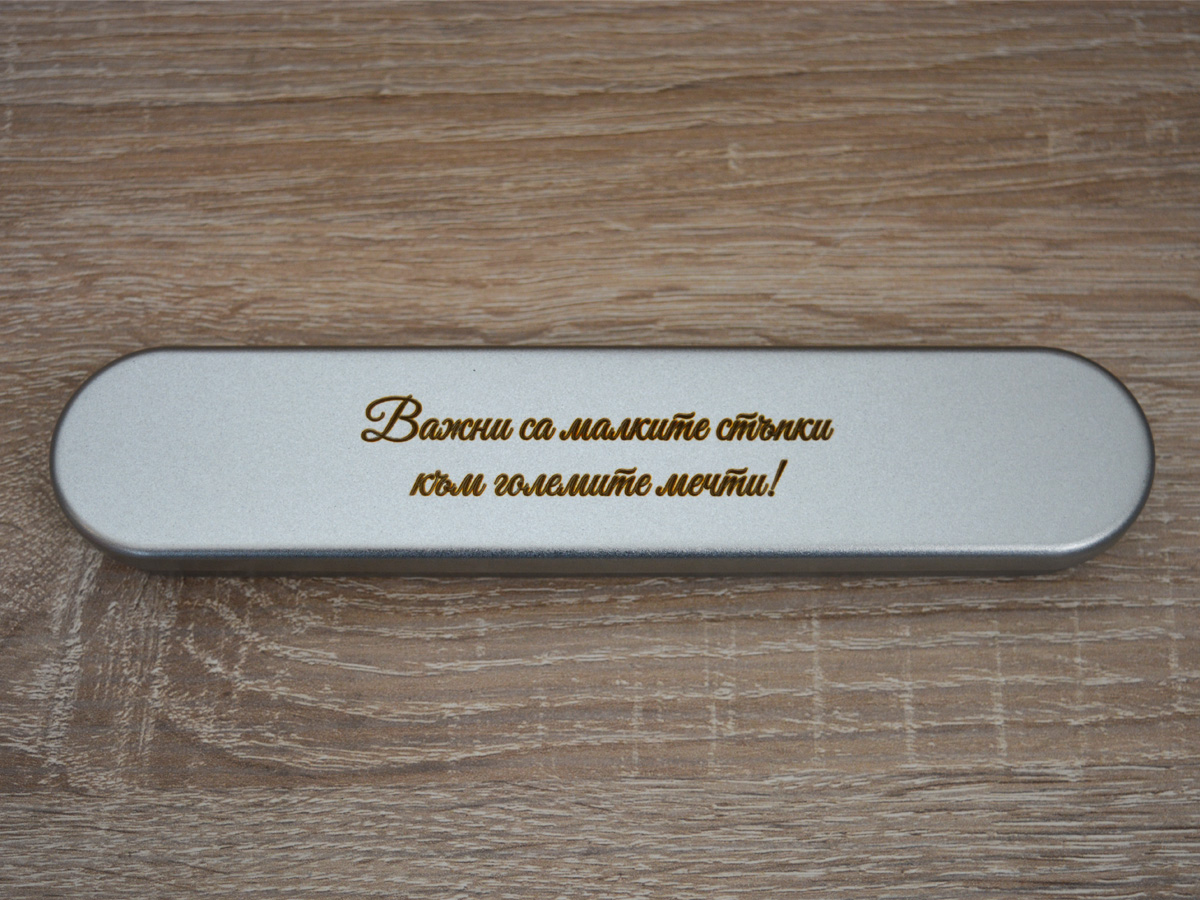 Важни са малките стъпки
към големите мечти!